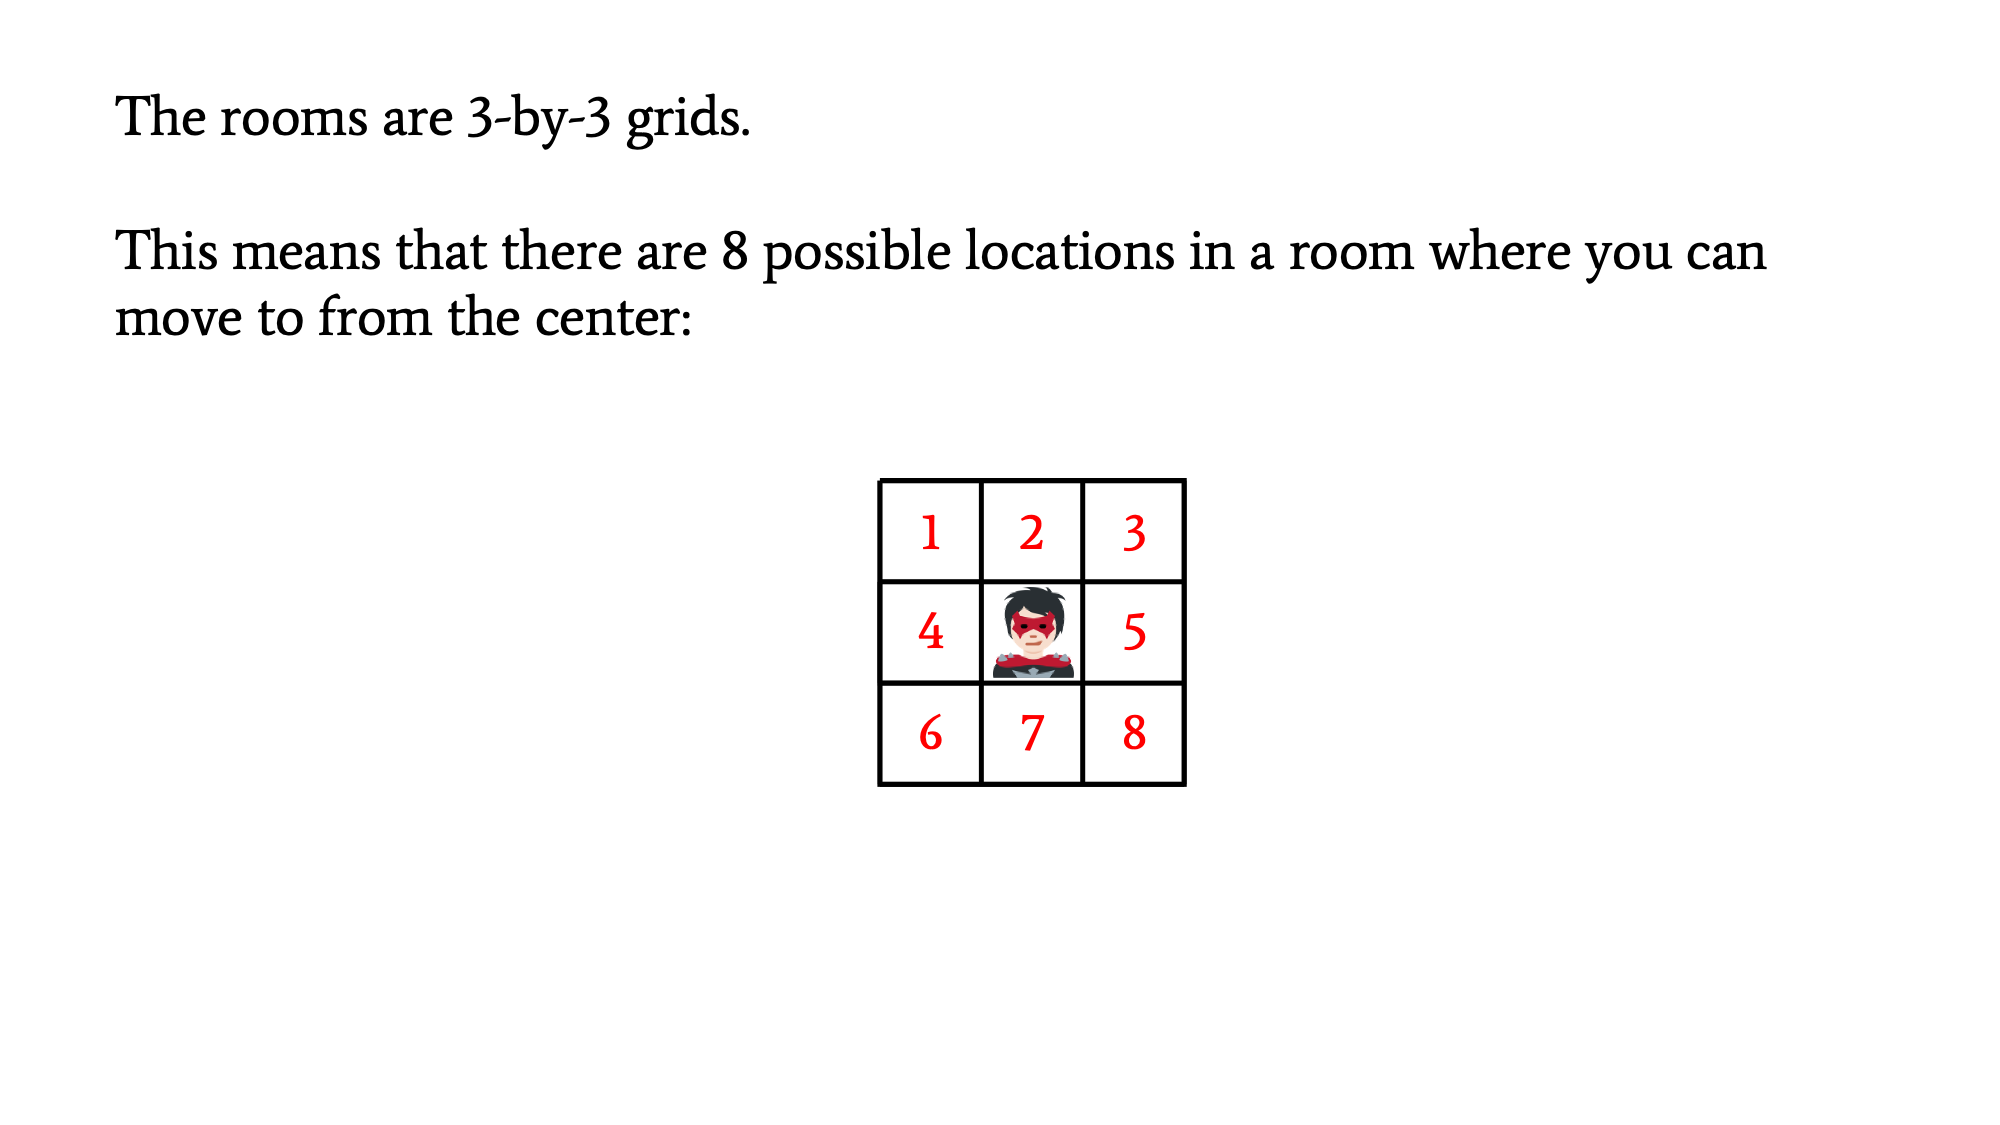 The rooms are 3-by-3 grids.
This means that there are 8 possible locations in a room where you can
move to from the center:
1 2 3
4 5
6 7 8